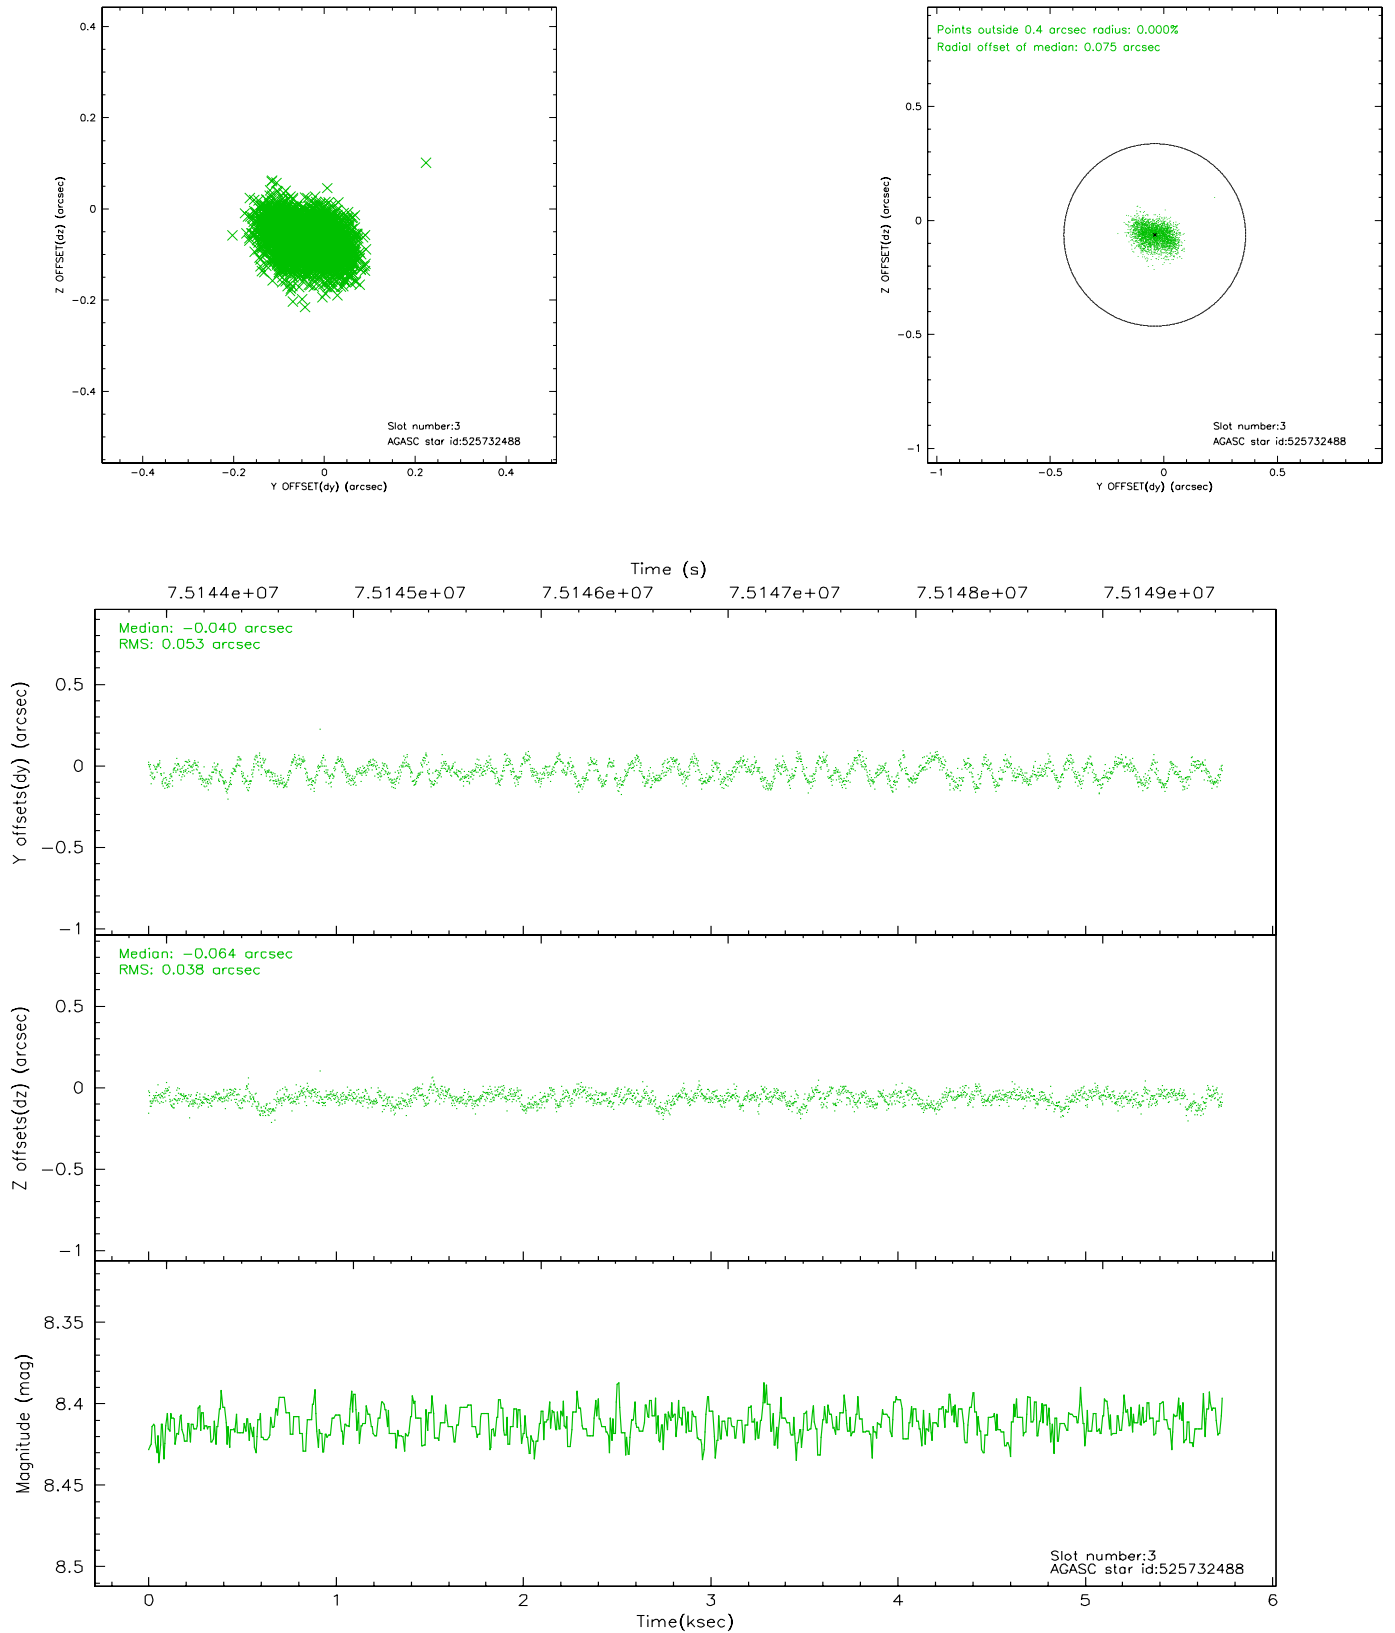 0.4
0.2
0
−0.2
−0.4
Z OFFSET(dz) (arcsec)
Slot number:3
AGASC star id:525732488
−0.4
−0.2
0
0.2
0.4
Y OFFSET(dy) (arcsec)
Points outside 0.4 arcsec radius: 0.000%
Radial offset of median: 0.075 arcsec
0.5
0
−0.5
−1
Z OFFSET(dz) (arcsec)
Slot number:3
AGASC star id:525732488
−1
−0.5
0
0.5
Y OFFSET(dy) (arcsec)
Time (s)
7.5144e+07
7.5145e+07
7.5146e+07
7.5147e+07
7.5148e+07
7.5149e+07
Median: −0.040 arcsec
RMS: 0.053 arcsec
0.5
0
−0.5
−1
Y offsets(dy) (arcsec)
Median: −0.064 arcsec
RMS: 0.038 arcsec
0.5
0
−0.5
−1
Z offsets(dz) (arcsec)
8.35
8.4
8.45
8.5
Magnitude (mag)
Slot number:3
AGASC star id:525732488
0
1
2
3
4
5
6
Time(ksec)